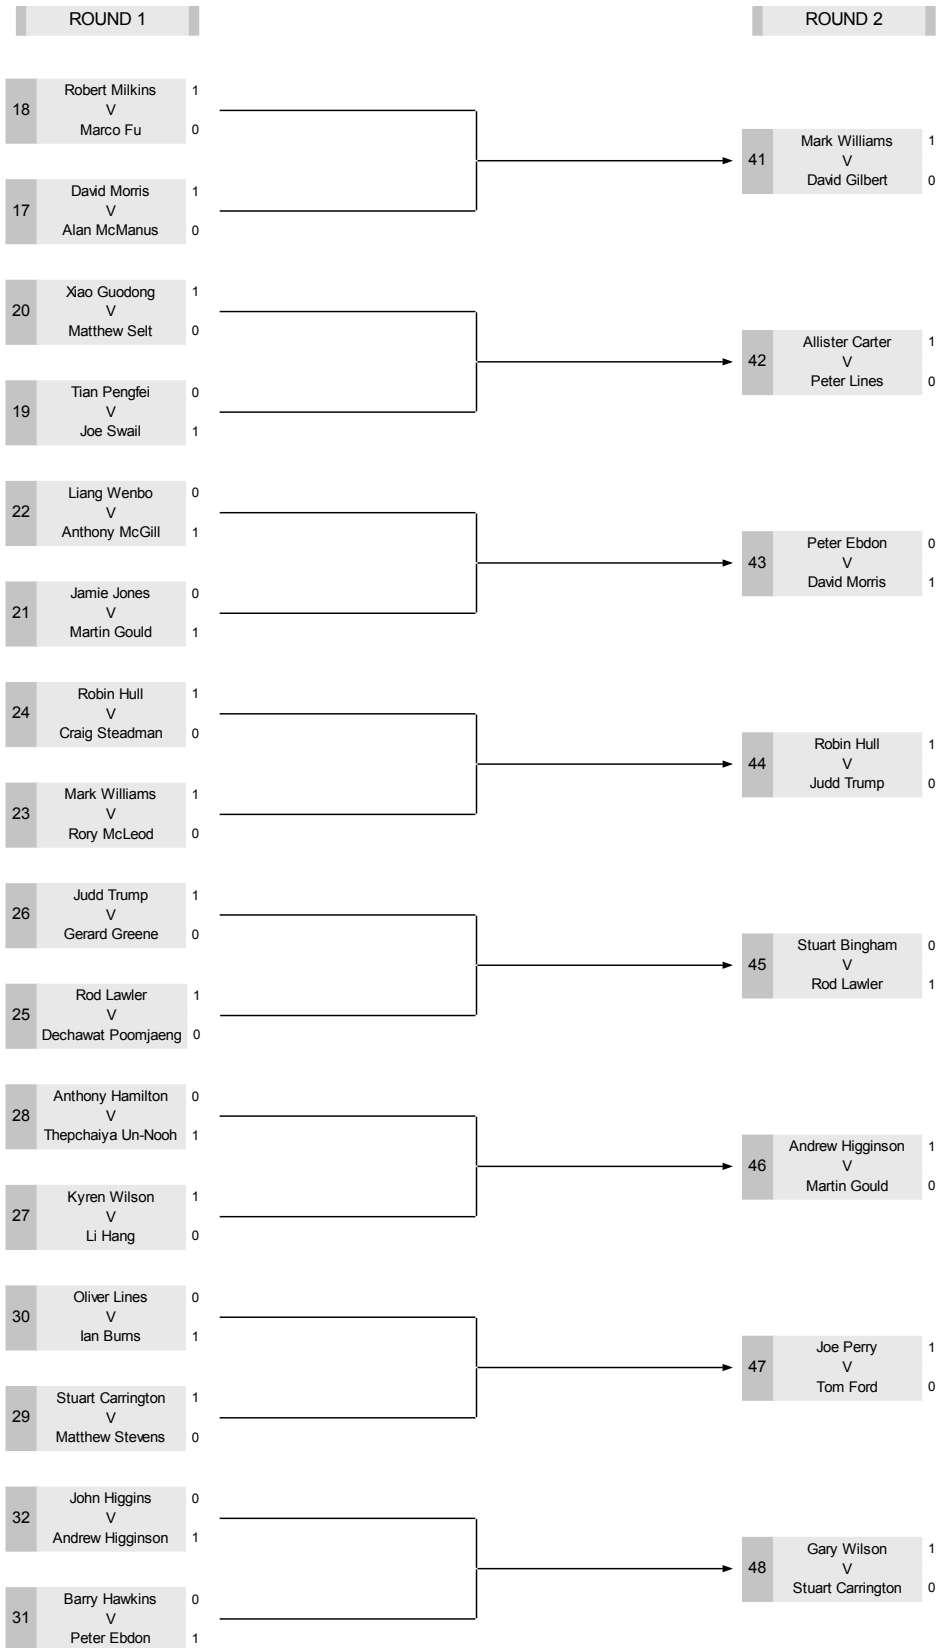 ROUND 1
ROUND 2
18
Robert Milkins 1
V
Marco Fu 0
17
David Morris 1
V
Alan McManus 0
20
Xiao Guodong 1
V
Matthew Selt 0
19
Tian Pengfei 0
V
Joe Swail 1
22
Liang Wenbo 0
V
Anthony McGill 1
21
Jamie Jones 0
V
Martin Gould 1
24
Robin Hull 1
V
Craig Steadman 0
23
Mark Williams 1
V
Rory McLeod 0
26
Judd Trump 1
V
Gerard Greene 0
25
Rod Lawler 1
V
Dechawat Poomjaeng 0
28
Anthony Hamilton 0
V
Thepchaiya Un-Nooh 1
27
Kyren Wilson 1
V
Li Hang 0
30
Oliver Lines 0
V
Ian Burns 1
29
Stuart Carrington 1
V
Matthew Stevens 0
32
John Higgins 0
V
Andrew Higginson 1
31
Barry Hawkins 0
V
Peter Ebdon 1
41
Mark Williams 1
V
David Gilbert 0
42
Allister Carter 1
V
Peter Lines 0
43
Peter Ebdon 0
V
David Morris 1
44
Robin Hull 1
V
Judd Trump 0
45
Stuart Bingham 0
V
Rod Lawler 1
46
Andrew Higginson 1
V
Martin Gould 0
47
Joe Perry 1
V
Tom Ford 0
48
Gary Wilson 1
V
Stuart Carrington 0